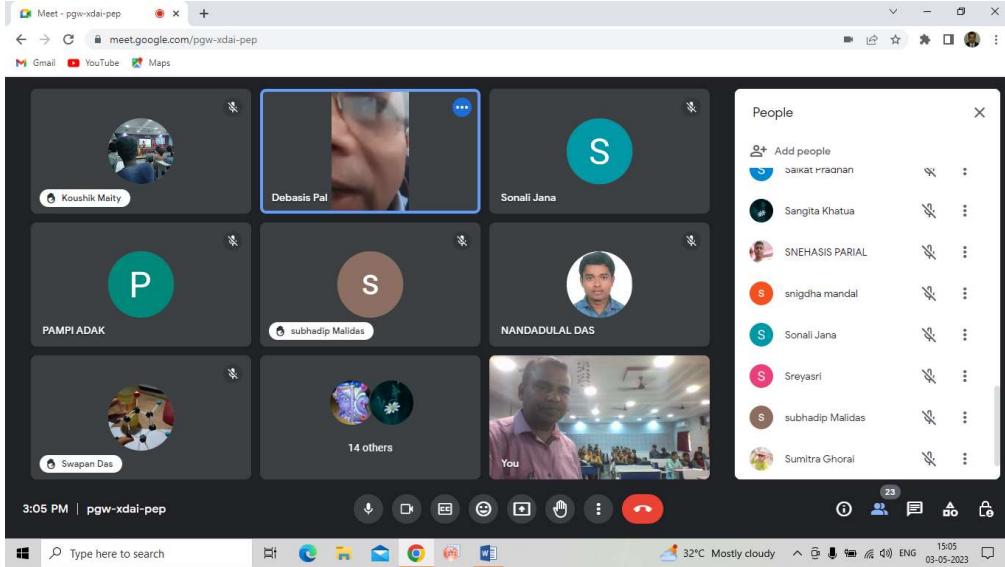 Meet - pgw-xdai-pep
meet.google.com/pgw-xdai-pep
Gmail
YouTube
Maps
Koushik Maity
Debasis Pal
S
Sonali Jana
P
PAMPI ADAK
S
subhadip Malidas
NANDADULAL DAS
Swapan Das
14 others
You
People
Add people
Saikat Pradhan
Sangita Khatua
SNEHASIS PARIAL
s
snigdha mandal
S
Sonali Jana
S
Sreyasri
s
subhadip Malidas
Sumitra Ghorai
3:05 PM | pgw-xdai-pep
CC
23
Type here to search
W
32°C Mostly cloudy
ENG
15:05
03-05-2023